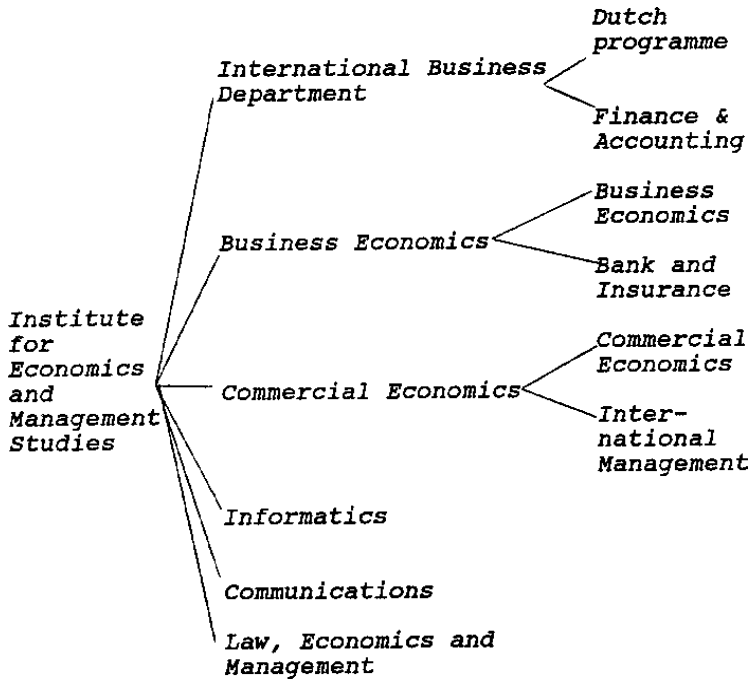 Dutch
programme
International Business
Department
Finance &
Accounting
Business
Economics
Business Economics
Bank and
Insurance
Institute
for
Economics
and
Management
Studies
Commercial
Economics
Commercial Economics
Inter-
national
Management
Informatics
Communications
Law, Economics and
Management